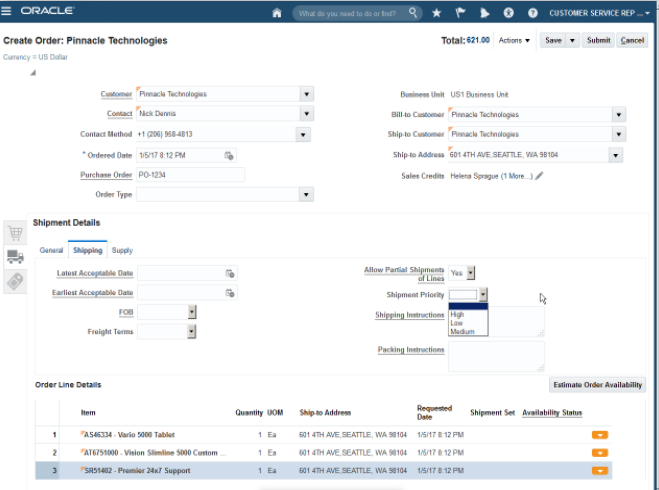 ORACLE
What do you need to do or find?
CUSTOMER SERVICE REP ...
Create Order: Pinnacle Technologies
Total: 621.00 Actions Save Submit Cancel
Currency = US Dollar
Customer Pinnacle Technologies
Contact Nick Dennis
Contact Method +1 (206) 968-4813
* Ordered Date 1/5/17 8:12 PM
Purchase Order PO-1234
Order Type
Business Unit US1 Business Unit
Bill-to Customer Pinnacle Technologies
Ship-to Customer Pinnacle Technologies
Ship-to Address 601 4TH AVE,SEATTLE, WA 98104
Sales Credits Helena Sprague (1 More...)
Shipment Details
General Shipping Supply
Latest Acceptable Date
Earliest Acceptable Date
FOB
Freight Terms
Allow Partial Shipments of Lines Yes
Shipment Priority
High
Low
Medium
Shipping Instructions
Packing Instructions
Order Line Details
Estimate Order Availability
Item Quantity UOM Ship-to Address Requested Date Shipment Set Availability Status
1 AS46334 - Vario 5000 Tablet 1 Ea 601 4TH AVE,SEATTLE, WA 98104 1/5/17 8:12 PM
2 AT6751000 - Vision Slimline 5000 Custom ... 1 Ea 601 4TH AVE,SEATTLE, WA 98104 1/5/17 8:12 PM
3 SR51402 - Premier 24x7 Support 1 Ea 601 4TH AVE,SEATTLE, WA 98104 1/5/17 8:12 PM